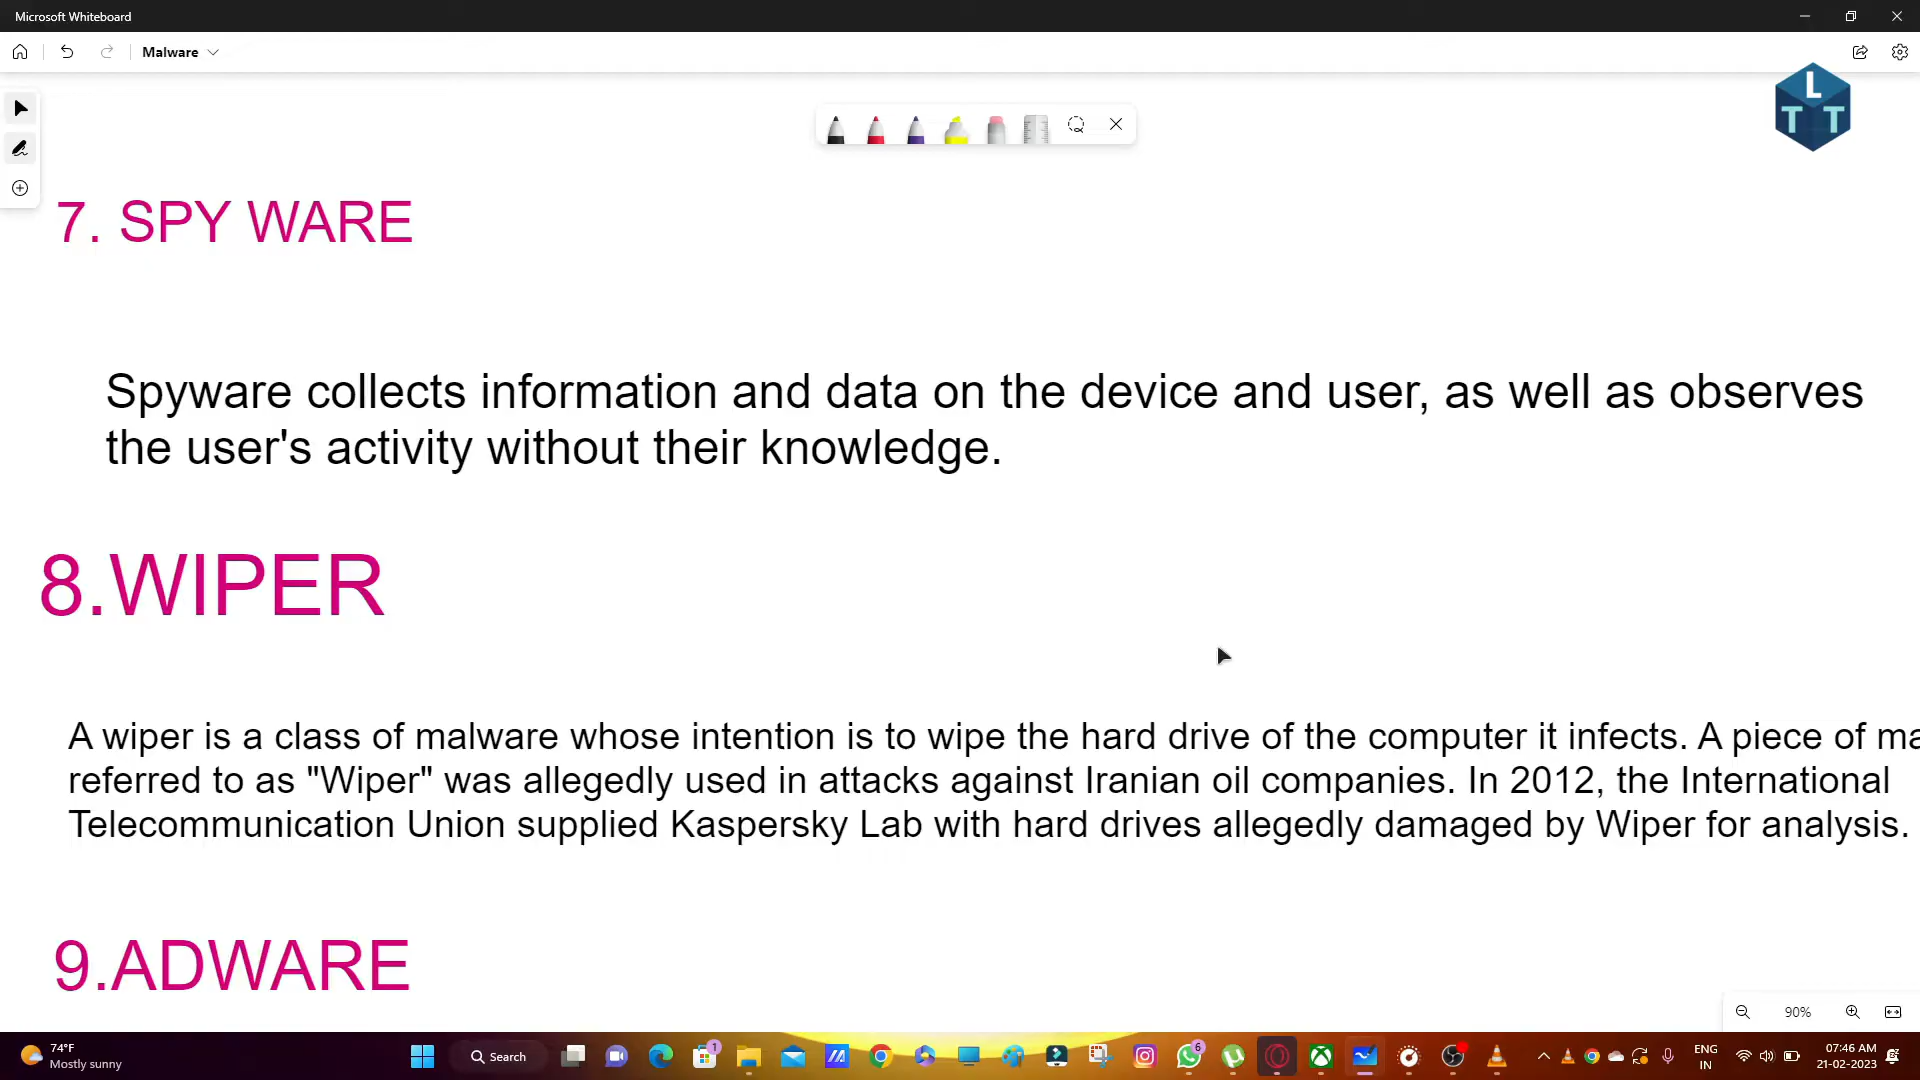 Microsoft Whiteboard
Malware
L
T T
7. SPY WARE
Spyware collects information and data on the device and user, as well as observes
the user's activity without their knowledge.
8.WIPER
A wiper is a class of malware whose intention is to wipe the hard drive of the computer it infects. A piece of
referred to as "Wiper" was allegedly used in attacks against Iranian oil companies. In 2012, the International
Telecommunication Union supplied Kaspersky Lab with hard drives allegedly damaged by Wiper for analysis.
9.ADWARE
90%
74°F
Mostly sunny
Search
1
6
ENG
IN
07:46 AM
21-02-2023